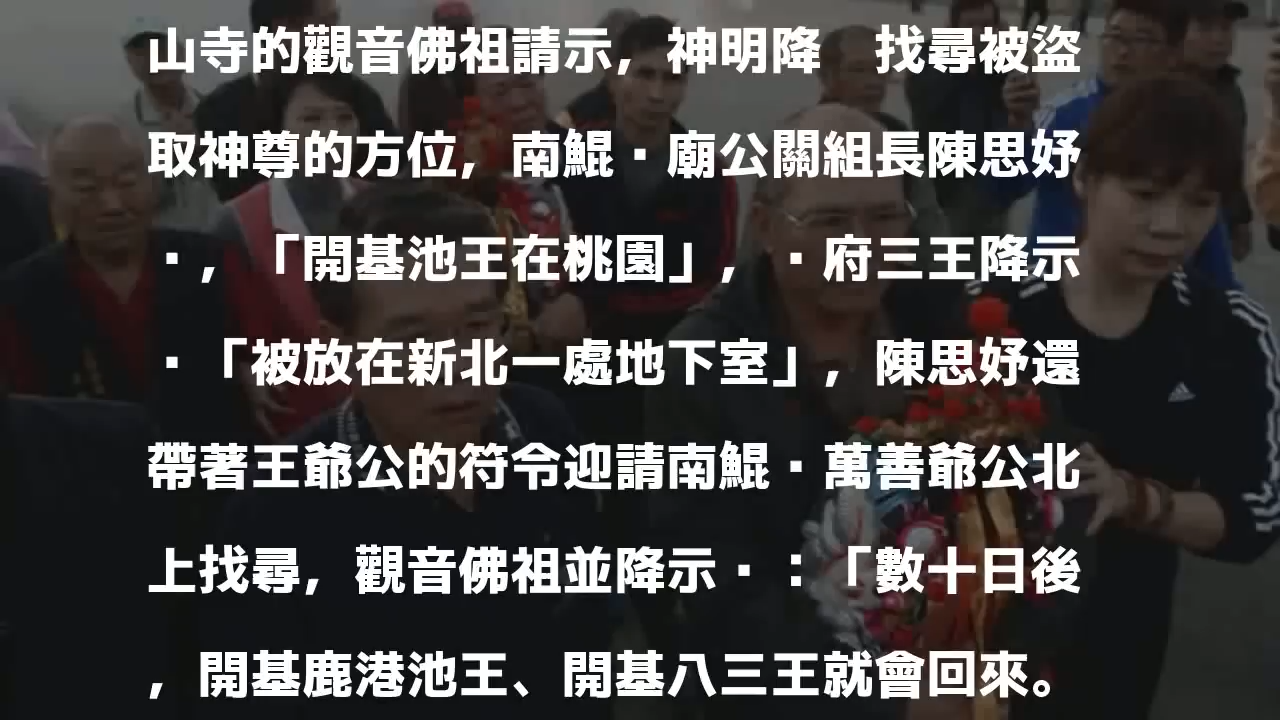 山寺的觀音佛祖請示，神明降　找尋被盜
取神尊的方位，南鯤▪廟公關組長陳思妤
▪，「開基池王在桃園」，▪府三王降示
▪「被放在新北一處地下室」，陳思妤還
帶著王爺公的符令迎請南鯤▪萬善爺公北
上找尋，觀音佛祖並降示▪：「數十日後
，開基鹿港池王、開基八三王就會回來。